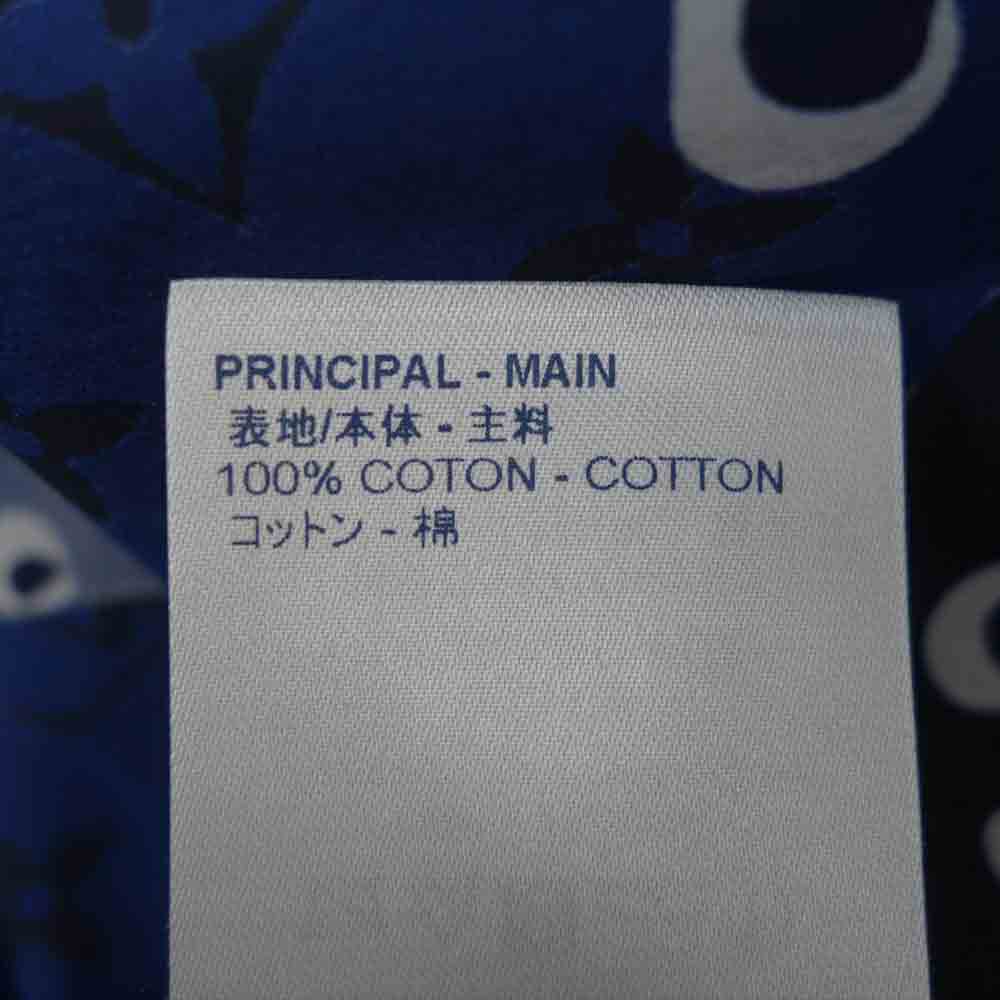 PRINCIPAL - MAIN
表地/本体 - 主料
100% COTON - COTTON
コットン - 棉